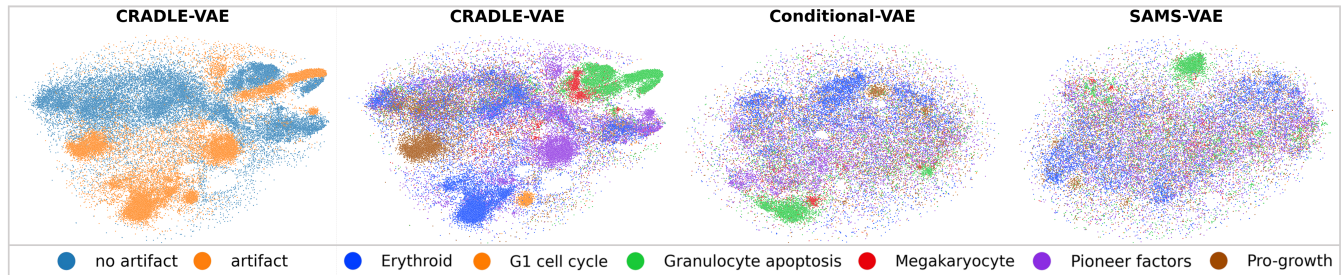 CRADLE-VAE CRADLE-VAE Conditional-VAE SAMS-VAE
no artifact artifact Erythroid G1 cell cycle Granulocyte apoptosis Megakaryocyte Pioneer factors Pro-growth